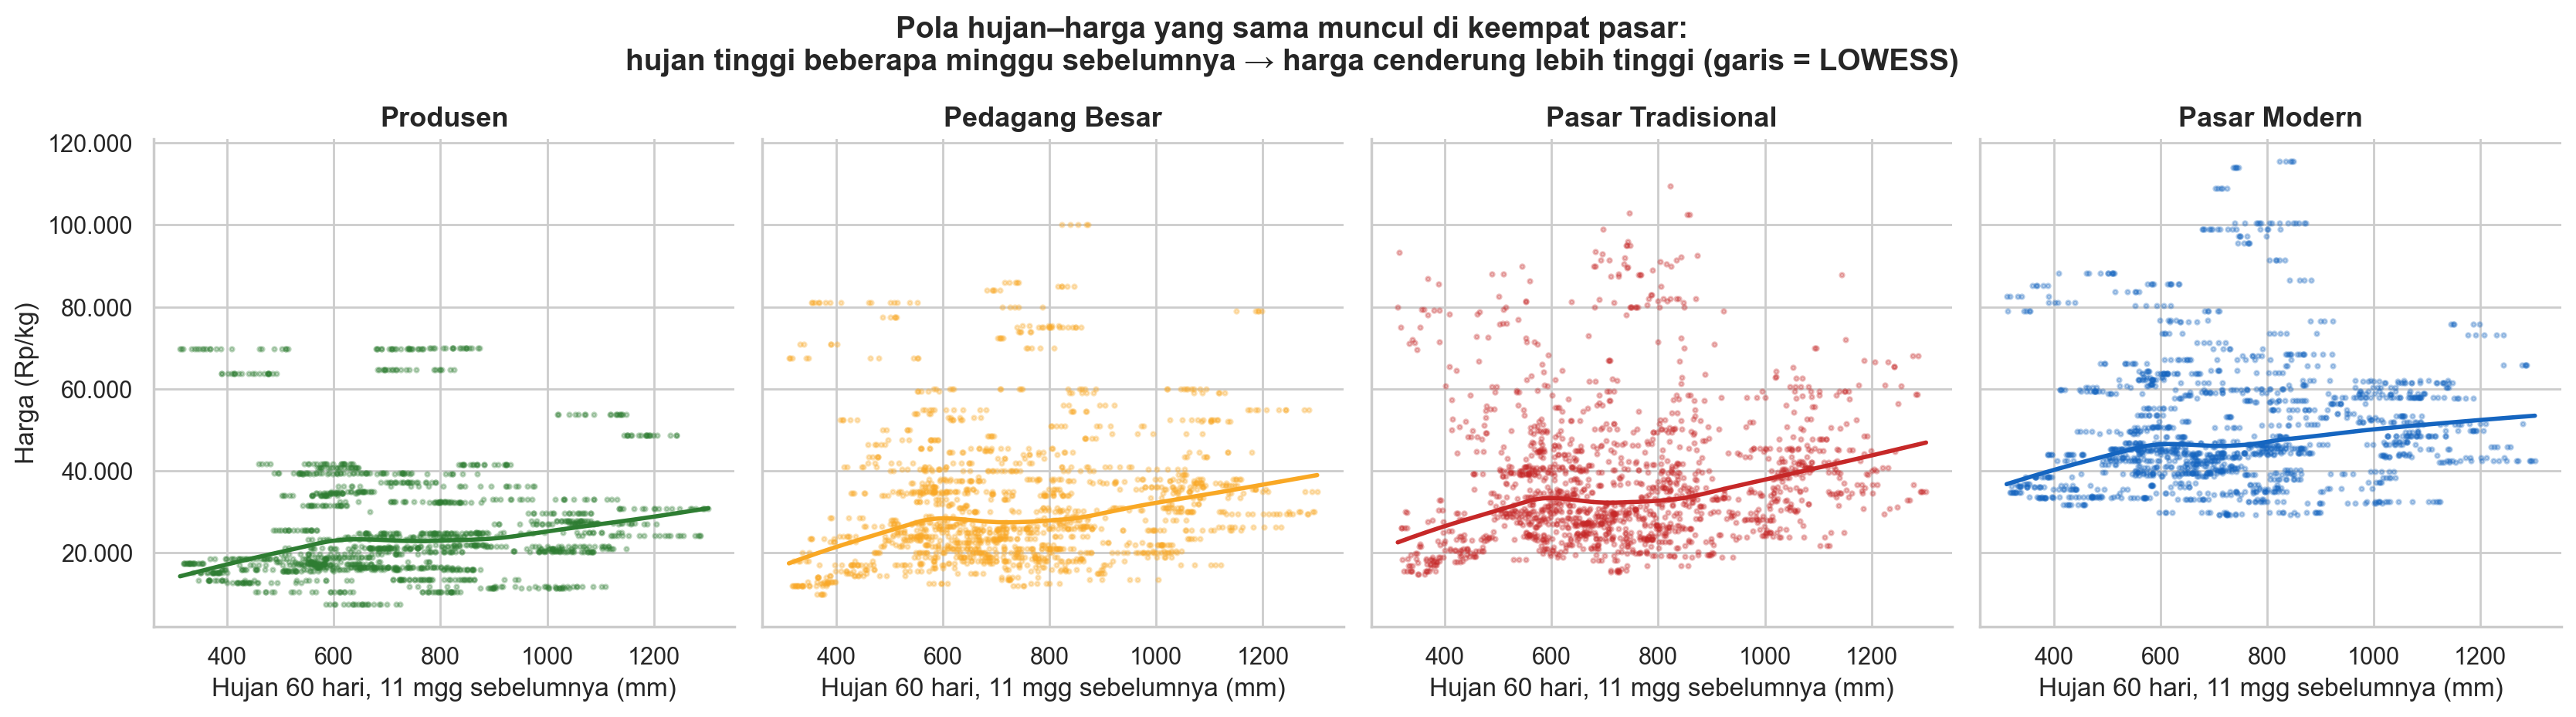 Pola hujan–harga yang sama muncul di keempat pasar:
hujan tinggi beberapa minggu sebelumnya → harga cenderung lebih tinggi (garis = LOWESS)
Produsen
Pedagang Besar
Pasar Tradisional
Pasar Modern
Harga (Rp/kg)
120.000
100.000
80.000
60.000
40.000
20.000
400 600 800 1000 1200
400 600 800 1000 1200
400 600 800 1000 1200
400 600 800 1000 1200
Hujan 60 hari, 11 mgg sebelumnya (mm)
Hujan 60 hari, 11 mgg sebelumnya (mm)
Hujan 60 hari, 11 mgg sebelumnya (mm)
Hujan 60 hari, 11 mgg sebelumnya (mm)